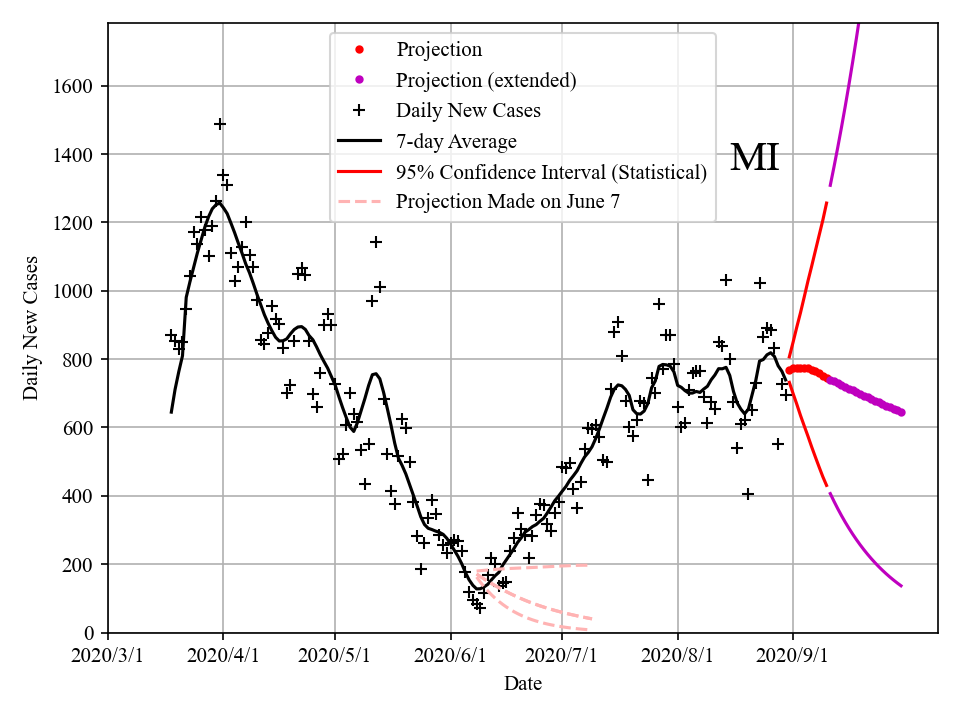 Projection
Projection (extended)
Daily New Cases
7-day Average
95% Confidence Interval (Statistical)
Projection Made on June 7
MI
Daily New Cases
1600
1400
1200
1000
800
600
400
200
0
2020/3/1 2020/4/1 2020/5/1 2020/6/1 2020/7/1 2020/8/1 2020/9/1
Date